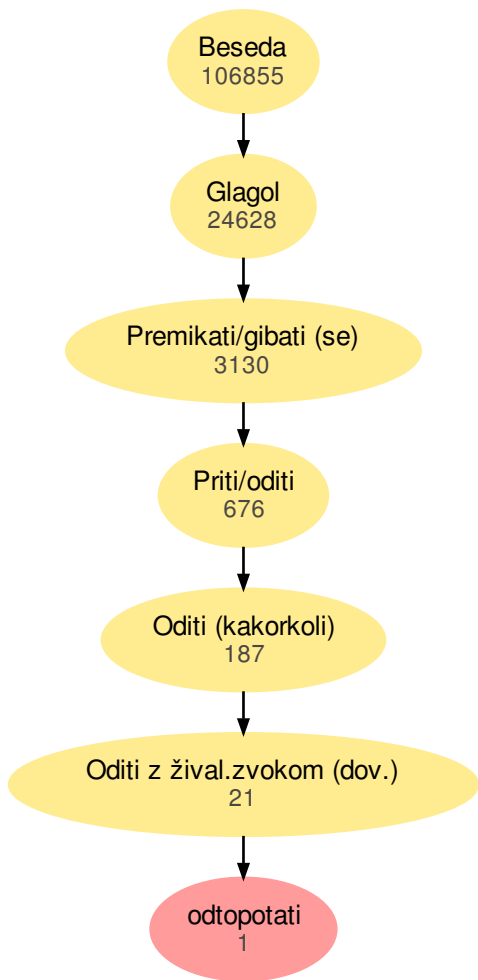 Beseda
106855
Glagol
24628
Premikati/gibati (se)
3130
Priti/oditi
676
Oditi (kakorkoli)
187
Oditi z žival.zvokom (dov.)
21
odtopotati
1